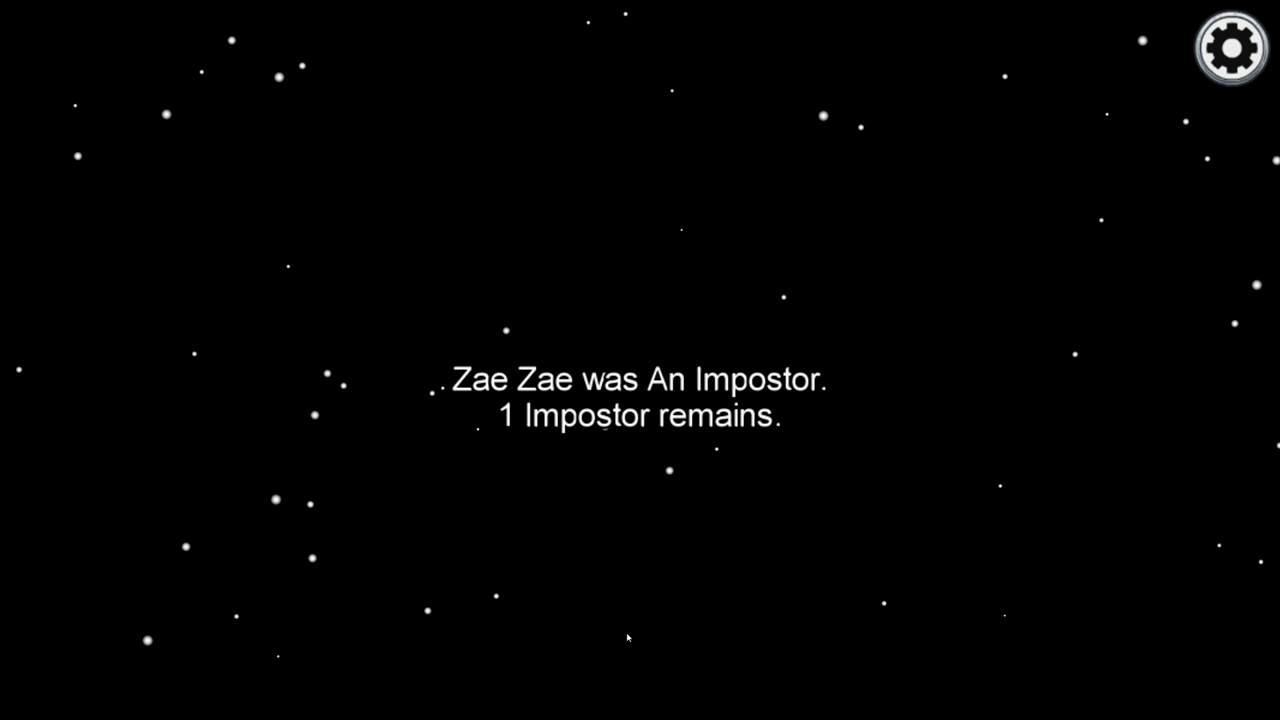 Zae Zae was An Impostor.
1 Impostor remains.